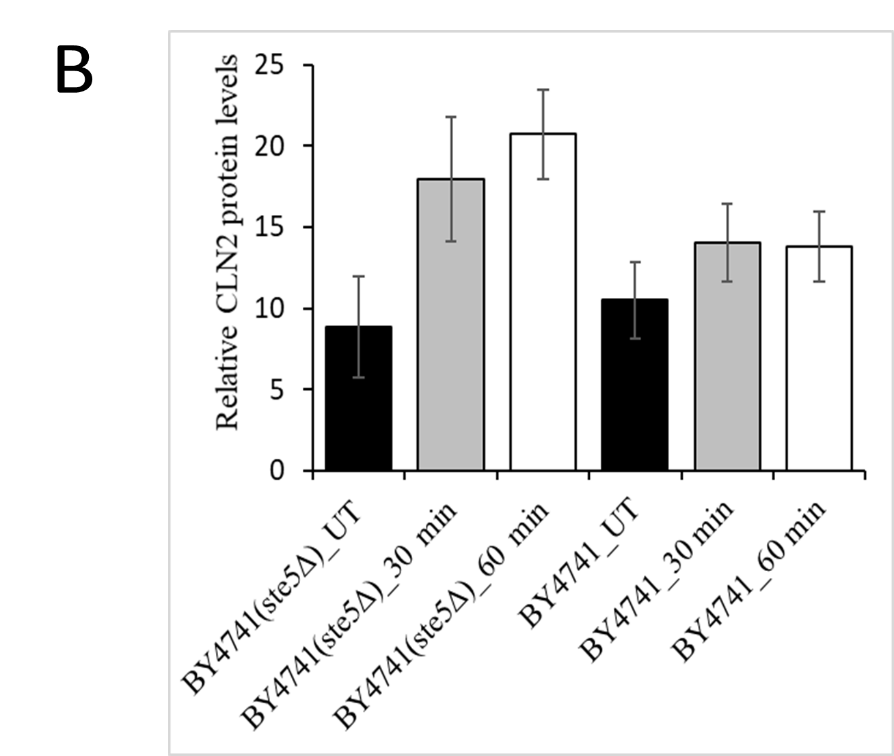 B
Relative CLN2 protein levels
25
20
15
10
5
0
BY4741(ste5Δ)_UT
BY4741(ste5Δ)_30 min
BY4741(ste5Δ)_60 min
BY4741_UT
BY4741_30 min
BY4741_60 min